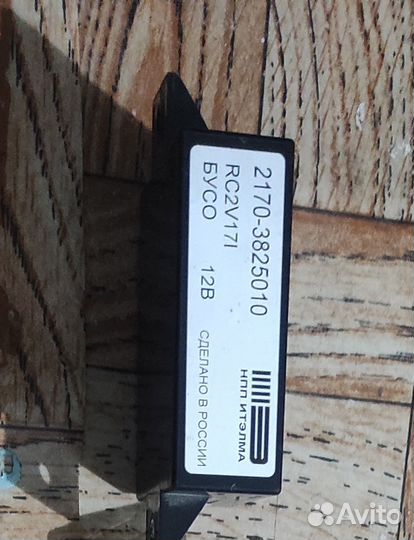 2170-3825010
RC2V17I
БУСО 12В
НПП ИТЭЛМА
СДЕЛАНО В РОССИИ
Avito